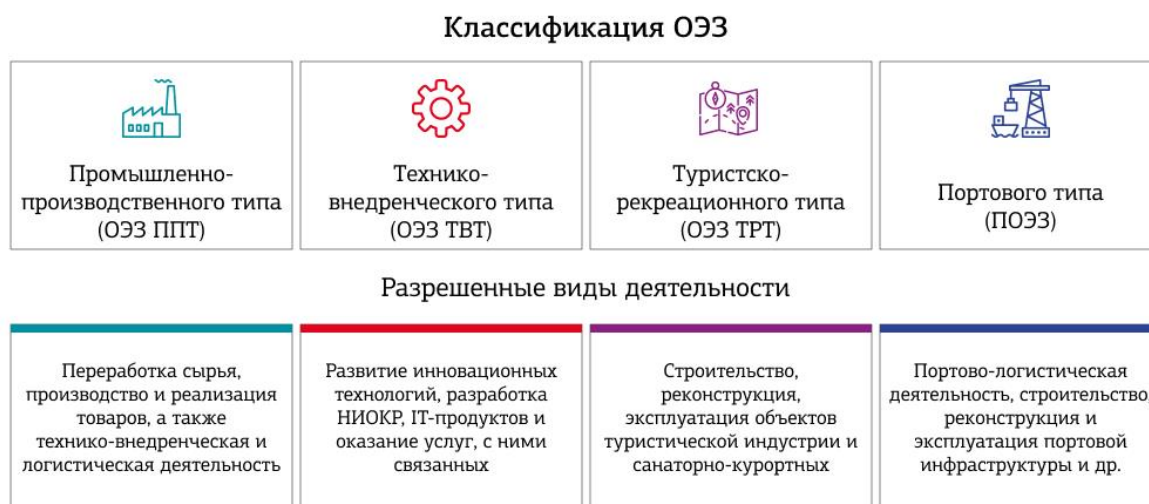 Классификация ОЭЗ
Промышленно-
производственного типа
(ОЭЗ ППТ)
Технико-
внедренческого типа
(ОЭЗ ТВТ)
Туристско-
рекреационного типа
(ОЭЗ ТРТ)
Портового типа
(ПОЭЗ)
Разрешенные виды деятельности
Переработка сырья,
производство и реализация
товаров, а также
технико-внедренческая и
логистическая деятельность
Развитие инновационных
технологий, разработка
НИОКР, IT-продуктов и
оказание услуг, с ними
связанных
Строительство,
реконструкция,
эксплуатация объектов
туристической индустрии и
санаторно-курортных
Портово-логистическая
деятельность, строительство,
реконструкция и
эксплуатация портовой
инфраструктуры и др.